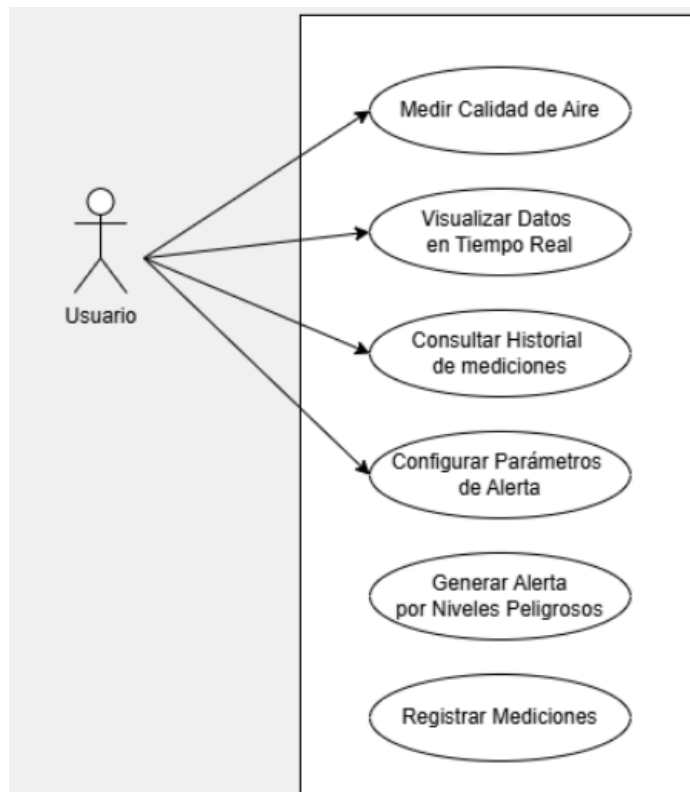 Medir Calidad de Aire
Visualizar Datos
en Tiempo Real
Usuario
Consultar Historial
de mediciones
Configurar Parámetros
de Alerta
Generar Alerta
por Niveles Peligrosos
Registrar Mediciones